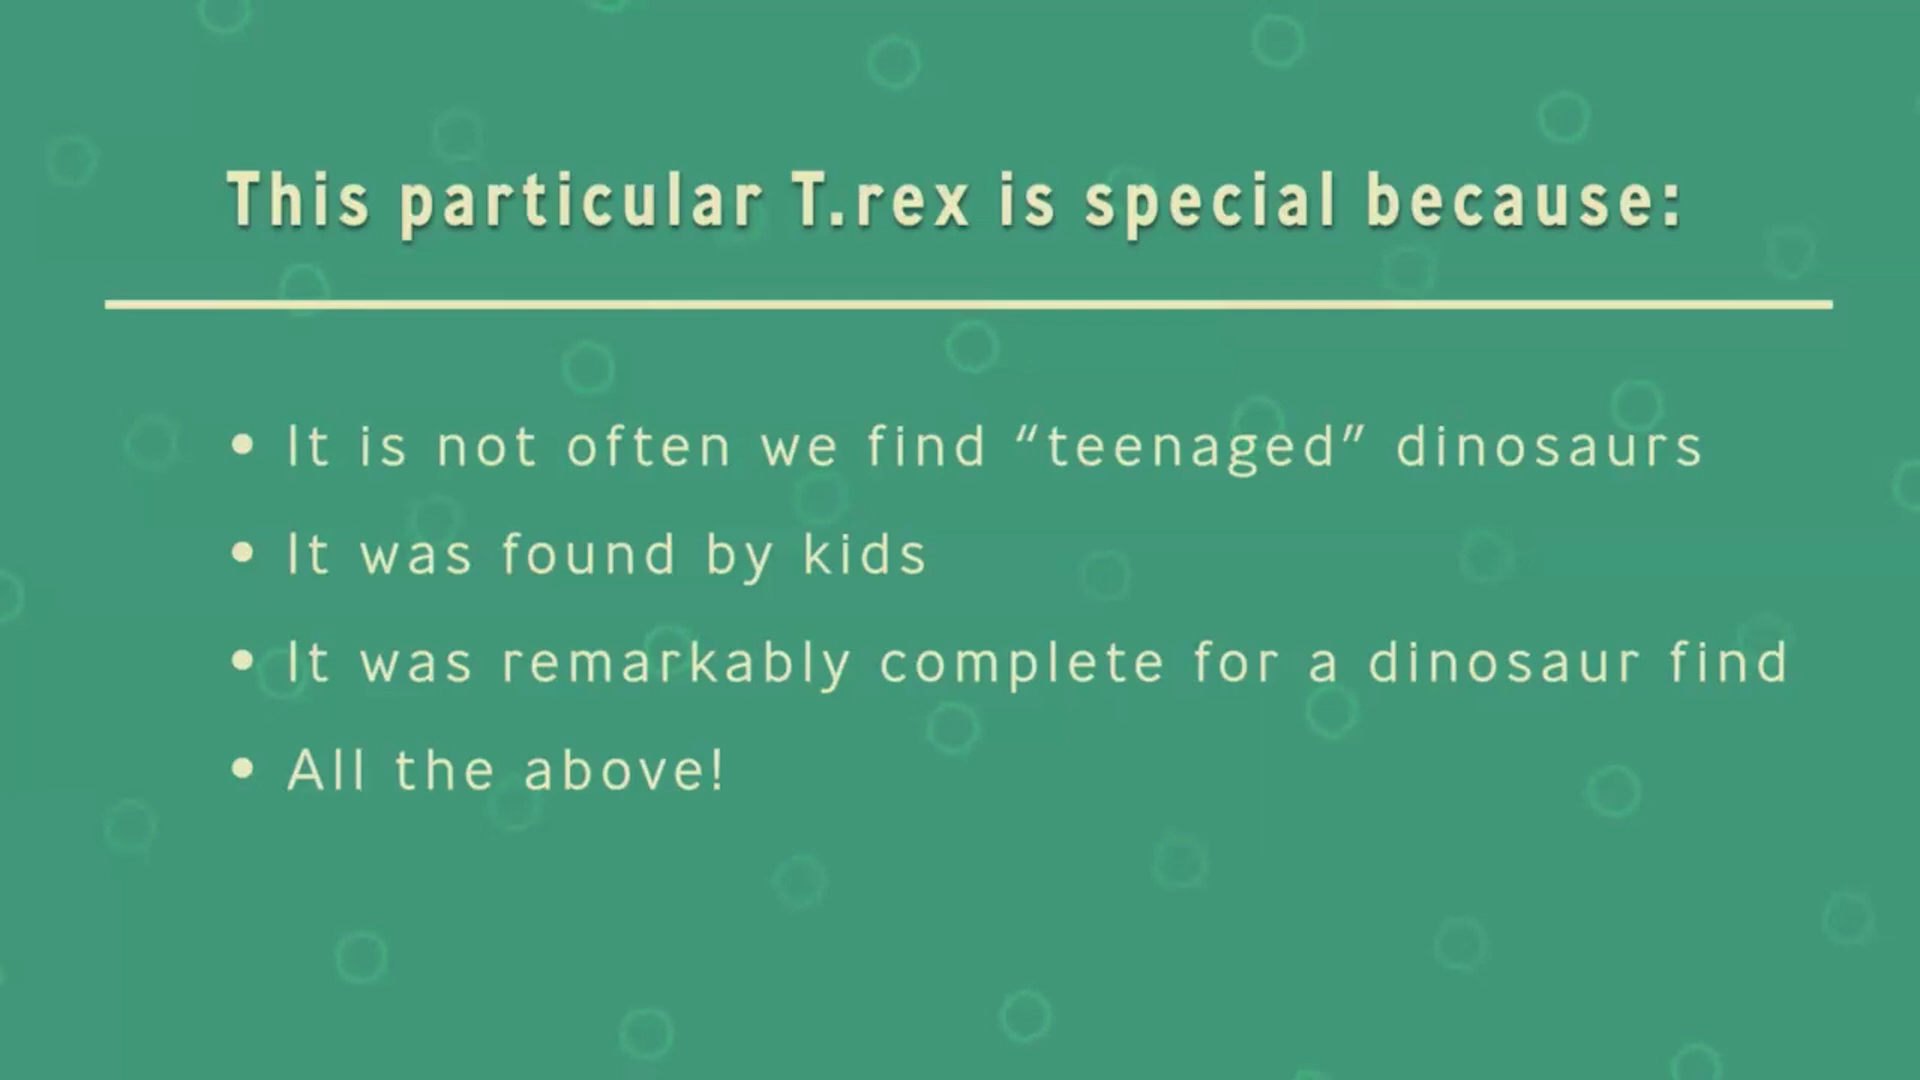 This particular T.rex is special because:
• It is not often we find “teenaged” dinosaurs
• It was found by kids
• It was remarkably complete for a dinosaur find
• All the above!